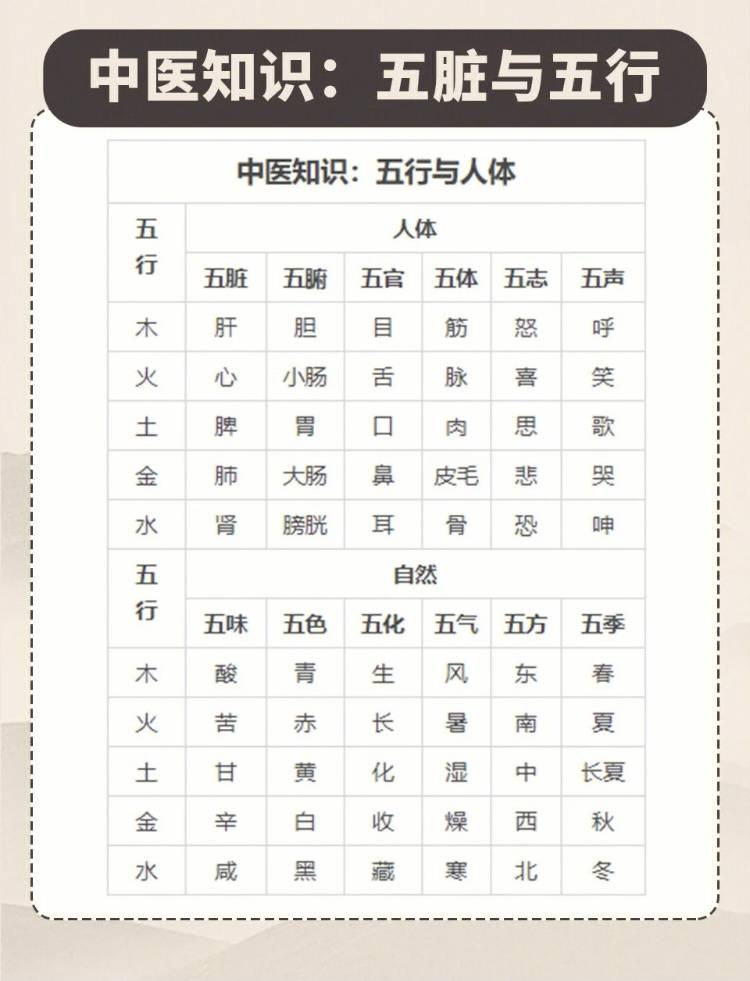 中医知识：五脏与五行
中医知识：五行与人体
五行 人体
五脏 五腑 五官 五体 五志 五声
木 肝 胆 目 筋 怒 呼
火 心 小肠 舌 脉 喜 笑
土 脾 胃 口 肉 思 歌
金 肺 大肠 鼻 皮毛 悲 哭
水 肾 膀胱 耳 骨 恐 呻
五行 自然
五味 五色 五化 五气 五方 五季
木 酸 青 生 风 东 春
火 苦 赤 长 暑 南 夏
土 甘 黄 化 湿 中 长夏
金 辛 白 收 燥 西 秋
水 咸 黑 藏 寒 北 冬